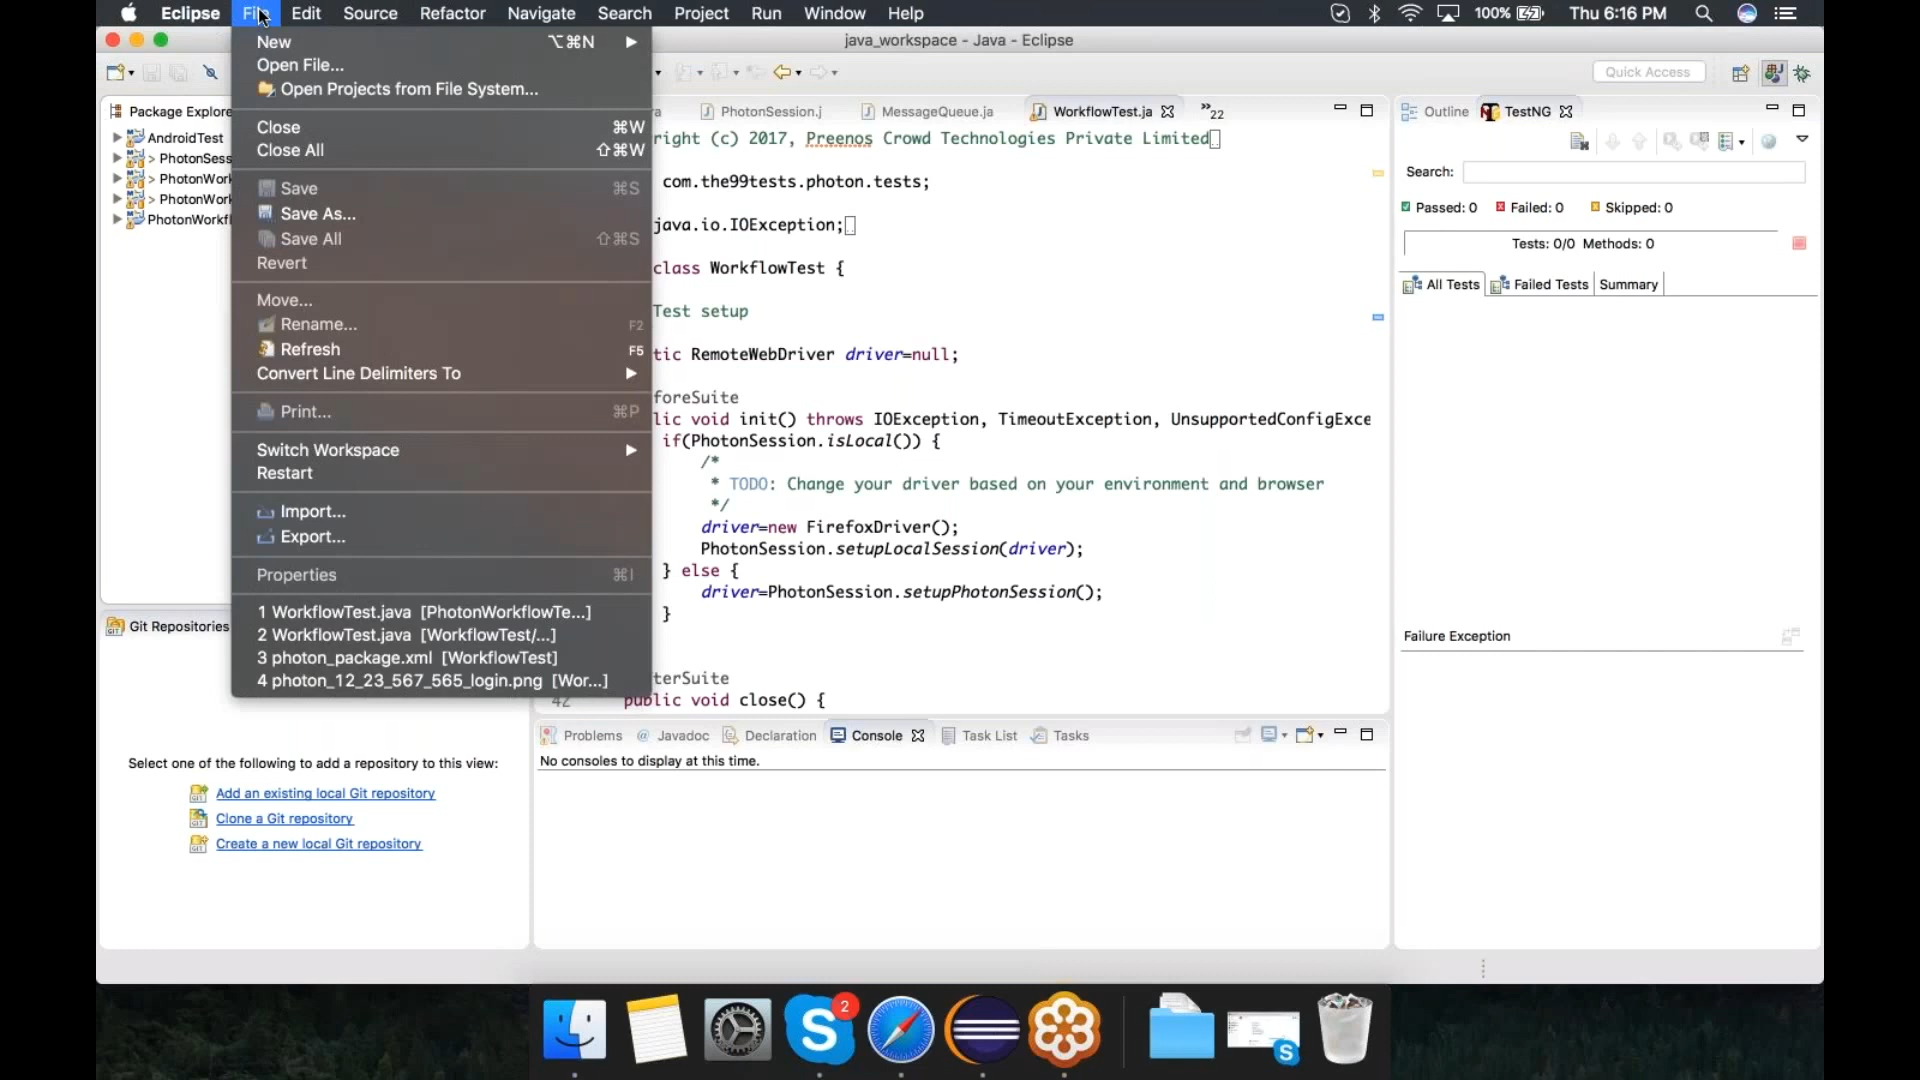 Eclipse File Edit Source Refactor Navigate Search Project Run Window Help 100% Thu 6:16 PM
java_workspace - Java - Eclipse
Quick Access
New ⌥⌘N
Open File...
Open Projects from File System...
Close ⌘W
Close All ⇧⌘W
Save ⌘S
Save As...
Save All ⇧⌘S
Revert
Move...
Rename... F2
Refresh F5
Convert Line Delimiters To
Print... ⌘P
Switch Workspace
Restart
Import...
Export...
Properties ⌘I
1 WorkflowTest.java [PhotonWorkflowTe...]
2 WorkflowTest.java [WorkflowTest/...]
3 photon_package.xml [WorkflowTest]
4 photon_12_23_567_565_login.png [Wor...]
Package Explore
AndroidTest
> PhotonSess
> PhotonWork
> PhotonWork
PhotonWorkfl
Git Repositories
Select one of the following to add a repository to this view:
Add an existing local Git repository
Clone a Git repository
Create a new local Git repository
a PhotonSession.j MessageQueue.ja WorkflowTest.ja »22
right (c) 2017, Preenos Crowd Technologies Private Limited
com.the99tests.photon.tests;
java.io.IOException;
class WorkflowTest {
Test setup
tic RemoteWebDriver driver=null;
foreSuite
lic void init() throws IOException, TimeoutException, UnsupportedConfigExce
if(PhotonSession.isLocal()) {
/*
* TODO: Change your driver based on your environment and browser
*/
driver=new FirefoxDriver();
PhotonSession.setupLocalSession(driver);
} else {
driver=PhotonSession.setupPhotonSession();
}
terSuite
42 public void close() {
Problems @ Javadoc Declaration Console Task List Tasks
No consoles to display at this time.
Outline TestNG
Search:
Passed: 0 Failed: 0 Skipped: 0
Tests: 0/0 Methods: 0
All Tests Failed Tests Summary
Failure Exception
2